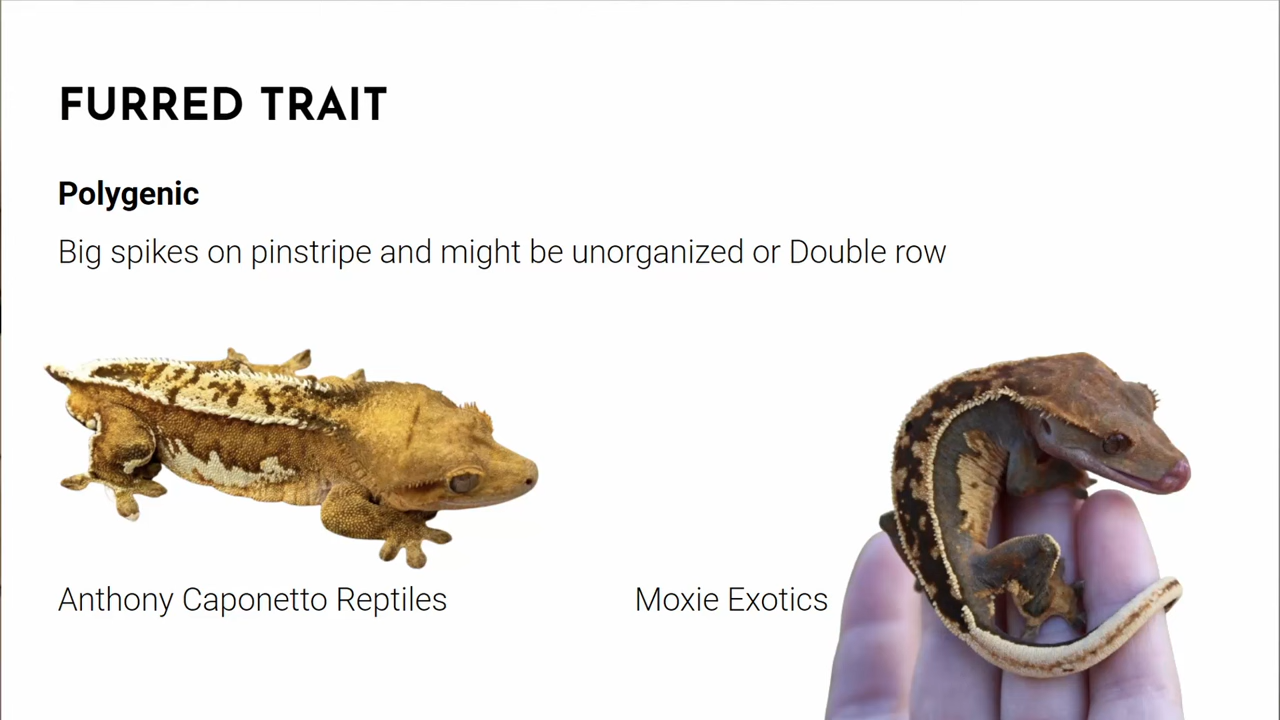 FURRED TRAIT
Polygenic
Big spikes on pinstripe and might be unorganized or Double row
Anthony Caponetto Reptiles
Moxie Exotics